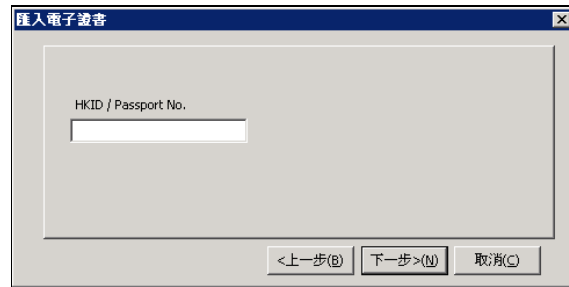 匯入電子證書
HKID / Passport No.
<上一步(B) 下一步>(N) 取消(C)